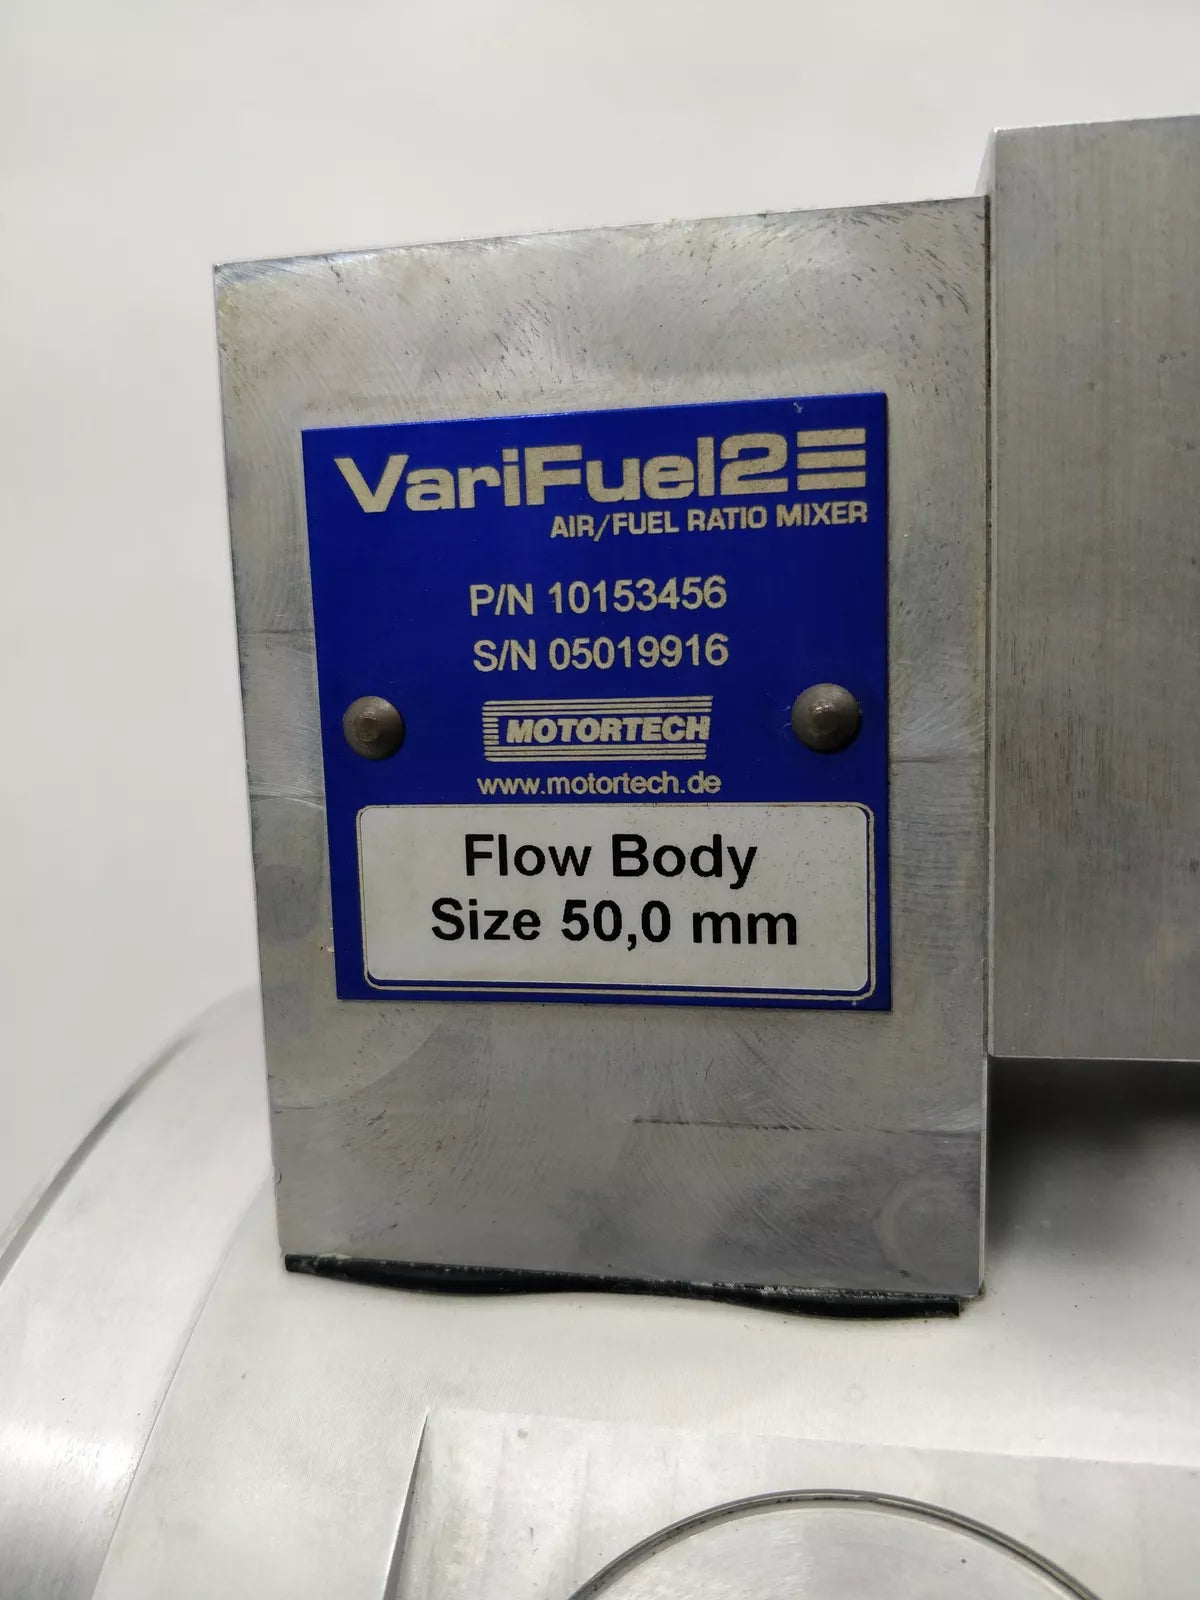 VariFuel2
AIR/FUEL RATIO MIXER
P/N 10153456
S/N 05019916
MOTORTECH
www.motortech.de
Flow Body
Size 50,0 mm